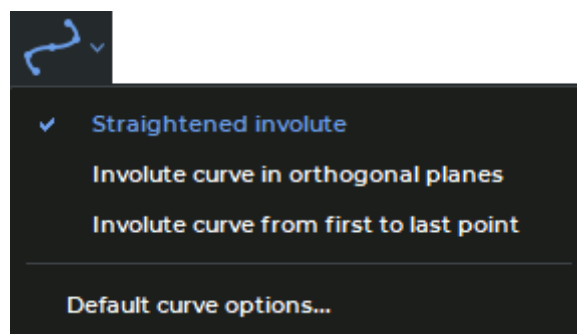 Straightened involute
Involute curve in orthogonal planes
Involute curve from first to last point
Default curve options...